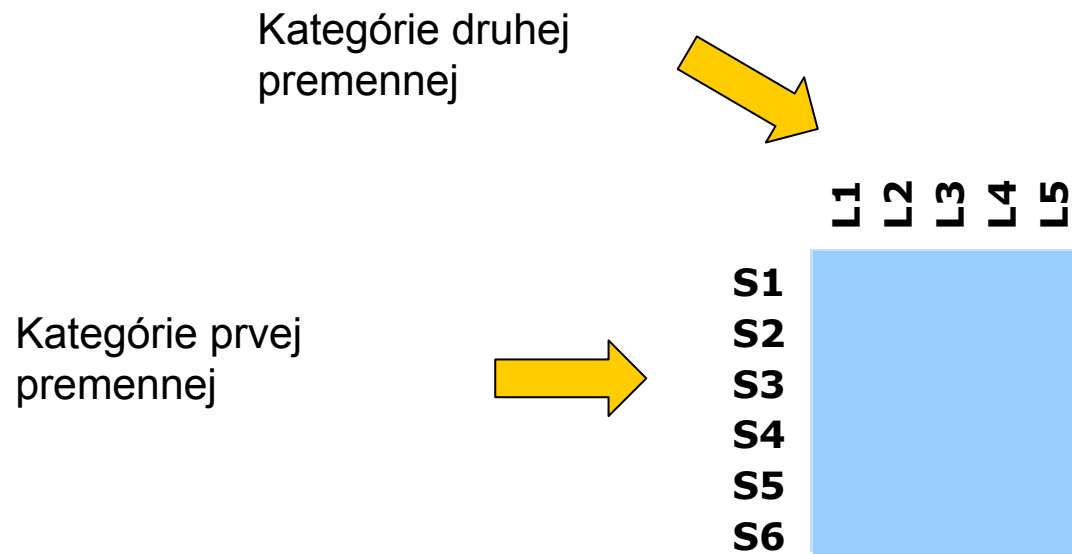 Kategórie druhej
premennej
L1 L2 L3 L4 L5
S1
S2
Kategórie prvej
premennej
S3
S4
S5
S6